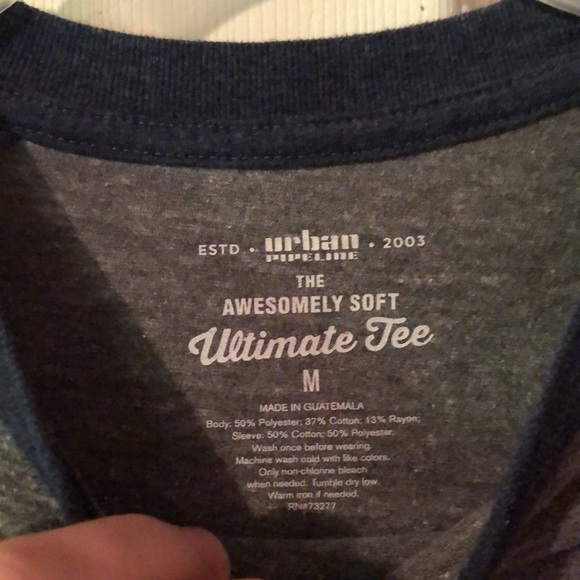 ESTD • urban • 2003
PIPELINE
THE
AWESOMELY SOFT
Ultimate Tee
M
MADE IN GUATEMALA
Body: 50% Polyester; 37% Cotton; 13% Rayon;
Sleeve: 50% Cotton; 50% Polyester.
Wash once before wearing.
Machine wash cold with like colors.
Only non-chlorine bleach
when needed. Tumble dry low.
Warm iron if needed.
RN#73277